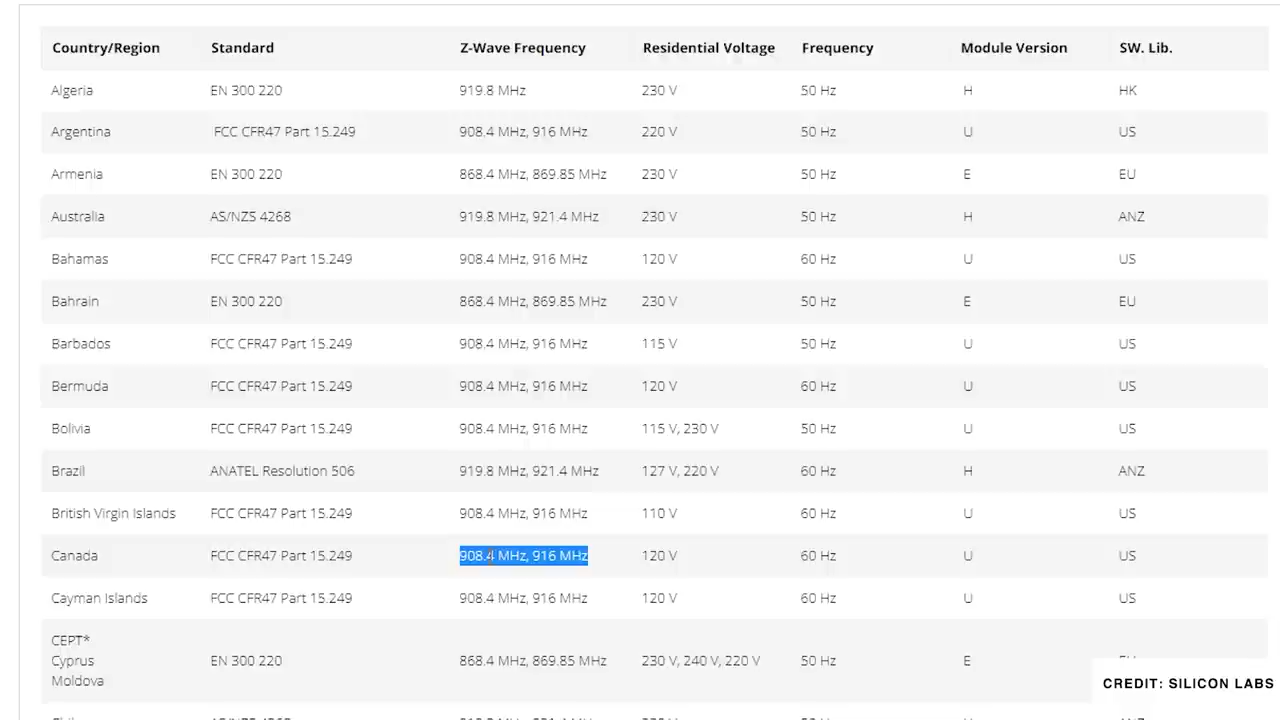 Country/Region Standard Z-Wave Frequency Residential Voltage Frequency Module Version SW. Lib.
Algeria EN 300 220 919.8 MHz 230 V 50 Hz H HK
Argentina FCC CFR47 Part 15.249 908.4 MHz, 916 MHz 220 V 50 Hz U US
Armenia EN 300 220 868.4 MHz, 869.85 MHz 230 V 50 Hz E EU
Australia AS/NZS 4268 919.8 MHz, 921.4 MHz 230 V 50 Hz H ANZ
Bahamas FCC CFR47 Part 15.249 908.4 MHz, 916 MHz 120 V 60 Hz U US
Bahrain EN 300 220 868.4 MHz, 869.85 MHz 230 V 50 Hz E EU
Barbados FCC CFR47 Part 15.249 908.4 MHz, 916 MHz 115 V 50 Hz U US
Bermuda FCC CFR47 Part 15.249 908.4 MHz, 916 MHz 120 V 60 Hz U US
Bolivia FCC CFR47 Part 15.249 908.4 MHz, 916 MHz 115 V, 230 V 50 Hz U US
Brazil ANATEL Resolution 506 919.8 MHz, 921.4 MHz 127 V, 220 V 60 Hz H ANZ
British Virgin Islands FCC CFR47 Part 15.249 908.4 MHz, 916 MHz 110 V 60 Hz U US
Canada FCC CFR47 Part 15.249 908.4 MHz, 916 MHz 120 V 60 Hz U US
Cayman Islands FCC CFR47 Part 15.249 908.4 MHz, 916 MHz 120 V 60 Hz U US
CEPT*
Cyprus EN 300 220 868.4 MHz, 869.85 MHz 230 V, 240 V, 220 V 50 Hz E
Moldova
CREDIT: SILICON LABS